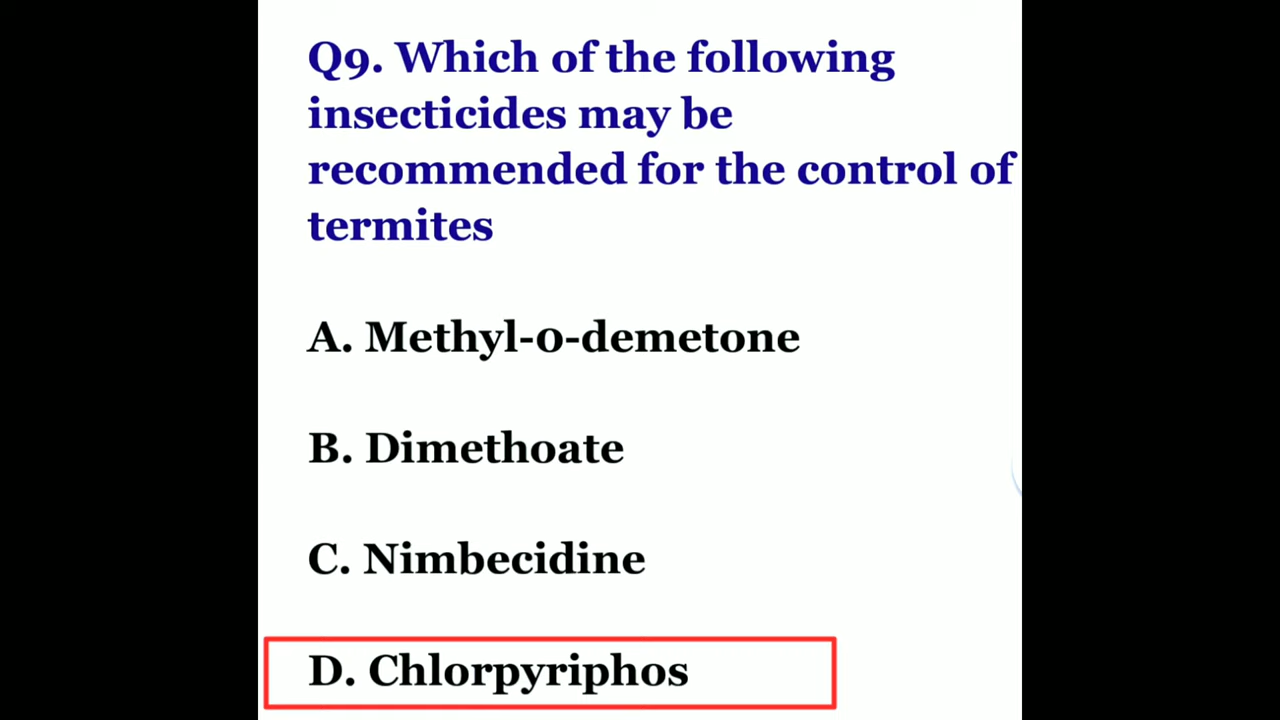 Q9. Which of the following
insecticides may be
recommended for the control of
termites
A. Methyl-o-demetone
B. Dimethoate
C. Nimbecidine
D. Chlorpyriphos